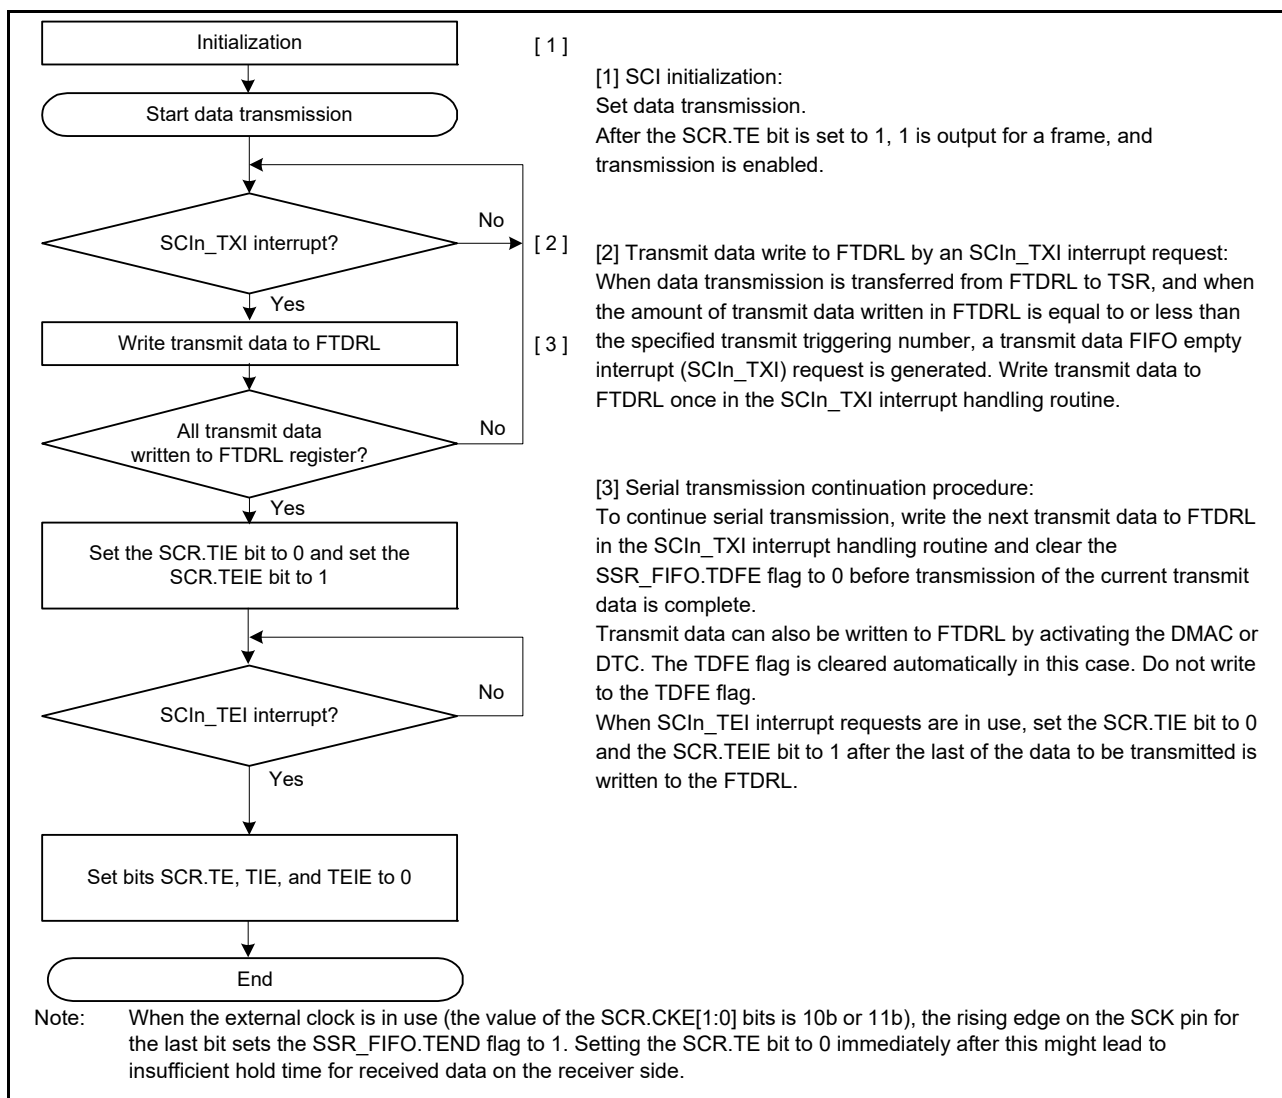 Initialization
[ 1 ]
Start data transmission
[1] SCI initialization:
Set data transmission.
After the SCR.TE bit is set to 1, 1 is output for a frame, and
transmission is enabled.
SCIn_TXI interrupt?
No
[ 2 ]
Yes
Write transmit data to FTDRL
[ 3 ]
[2] Transmit data write to FTDRL by an SCIn_TXI interrupt request:
When data transmission is transferred from FTDRL to TSR, and when
the amount of transmit data written in FTDRL is equal to or less than
the specified transmit triggering number, a transmit data FIFO empty
interrupt (SCIn_TXI) request is generated. Write transmit data to
FTDRL once in the SCIn_TXI interrupt handling routine.
All transmit data
written to FTDRL register?
No
Yes
Set the SCR.TIE bit to 0 and set the
SCR.TEIE bit to 1
[3] Serial transmission continuation procedure:
To continue serial transmission, write the next transmit data to FTDRL
in the SCIn_TXI interrupt handling routine and clear the
SSR_FIFO.TDFE flag to 0 before transmission of the current transmit
data is complete.
Transmit data can also be written to FTDRL by activating the DMAC or
DTC. The TDFE flag is cleared automatically in this case. Do not write
to the TDFE flag.
When SCIn_TEI interrupt requests are in use, set the SCR.TIE bit to 0
and the SCR.TEIE bit to 1 after the last of the data to be transmitted is
written to the FTDRL.
SCIn_TEI interrupt?
No
Yes
Set bits SCR.TE, TIE, and TEIE to 0
End
Note: When the external clock is in use (the value of the SCR.CKE[1:0] bits is 10b or 11b), the rising edge on the SCK pin for
the last bit sets the SSR_FIFO.TEND flag to 1. Setting the SCR.TE bit to 0 immediately after this might lead to
insufficient hold time for received data on the receiver side.